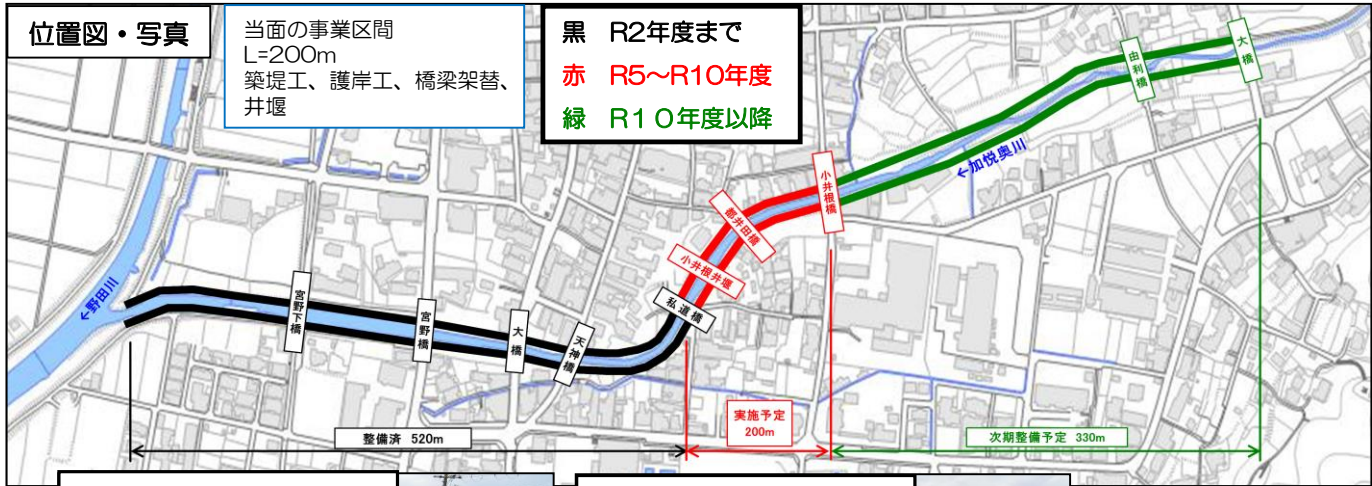 位置図・写真
当面の事業区間
L=200m
築堤工、護岸工、橋梁架替、
井堰
黒 R2年度まで
赤 R5～R10年度
緑 R10年度以降
大橋
由利橋
←加悦奥川
小井根橋
都井田橋
小井根井堰
私道橋
←野田川
宮野下橋
宮野橋
大橋
天神橋
整備済 520m
実施予定
200m
次期整備予定 330m